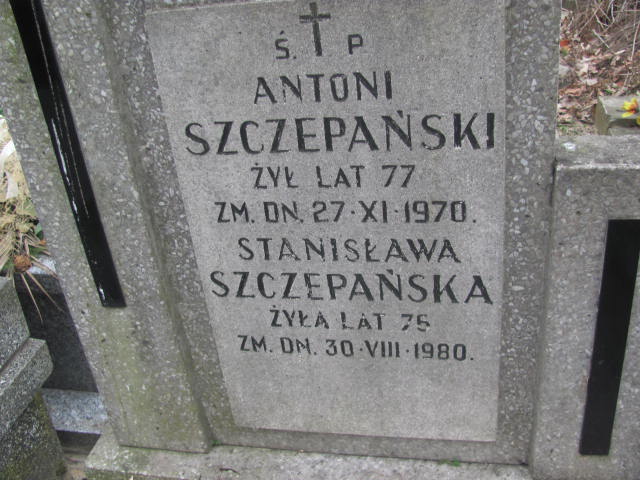 Ś. P
ANTONI
SZCZEPAŃSKI
ŻYŁ LAT 77
ZM. DN. 27·XI·1970.
STANISŁAWA
SZCZEPAŃSKA
ŻYŁA LAT 75
ZM. DN. 30·VIII·1980.